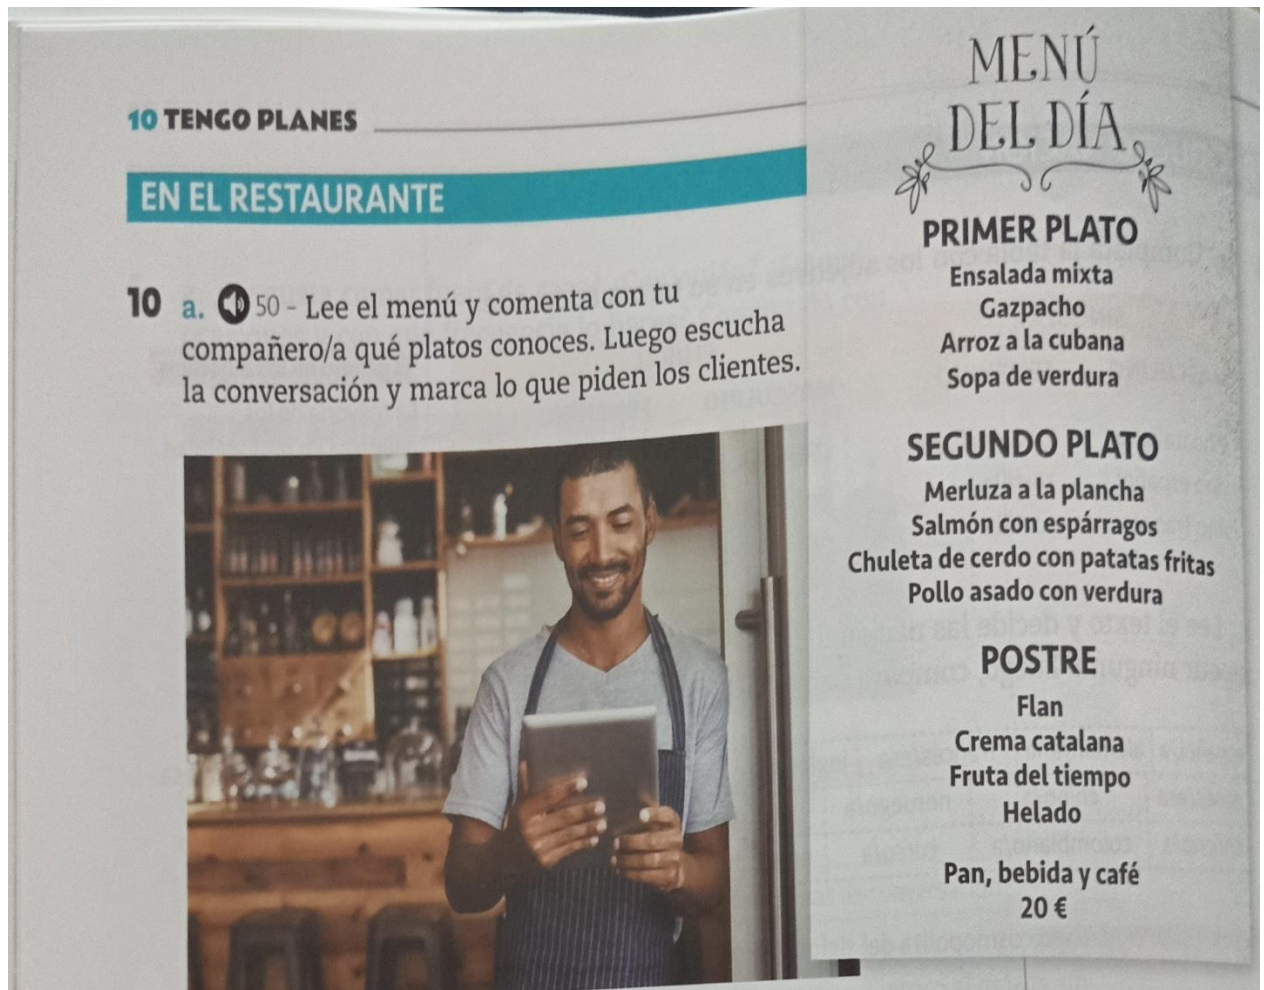 10 TENGO PLANES
EN EL RESTAURANTE
10 a. 50 - Lee el menú y comenta con tu
compañero/a qué platos conoces. Luego escucha
la conversación y marca lo que piden los clientes.
MENÚ
DEL DÍA
PRIMER PLATO
Ensalada mixta
Gazpacho
Arroz a la cubana
Sopa de verdura
SEGUNDO PLATO
Merluza a la plancha
Salmón con espárragos
Chuleta de cerdo con patatas fritas
Pollo asado con verdura
POSTRE
Flan
Crema catalana
Fruta del tiempo
Helado
Pan, bebida y café
20 €